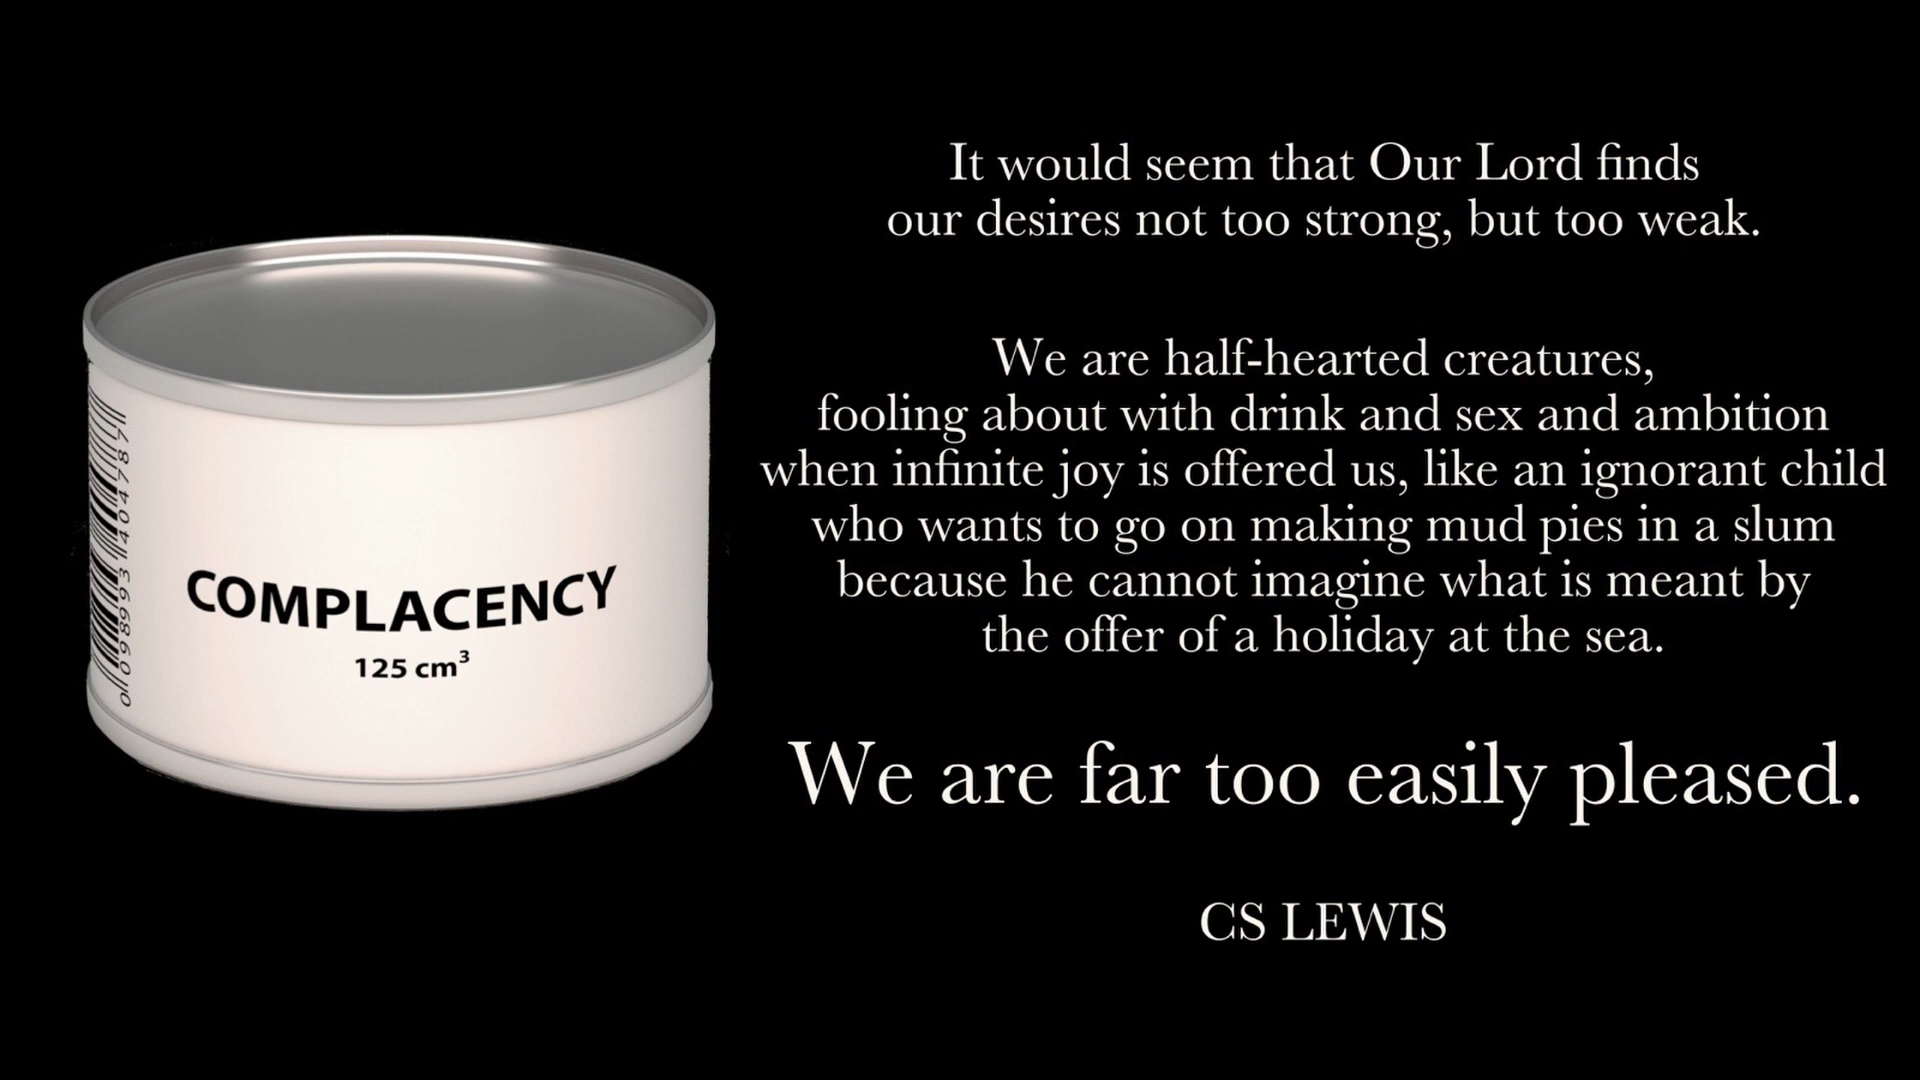 It would seem that Our Lord finds
our desires not too strong, but too weak.
We are half-hearted creatures,
fooling about with drink and sex and ambition
when infinite joy is offered us, like an ignorant child
who wants to go on making mud pies in a slum
because he cannot imagine what is meant by
the offer of a holiday at the sea.
We are far too easily pleased.
CS LEWIS
COMPLACENCY
125 cm³
0 098993 404787